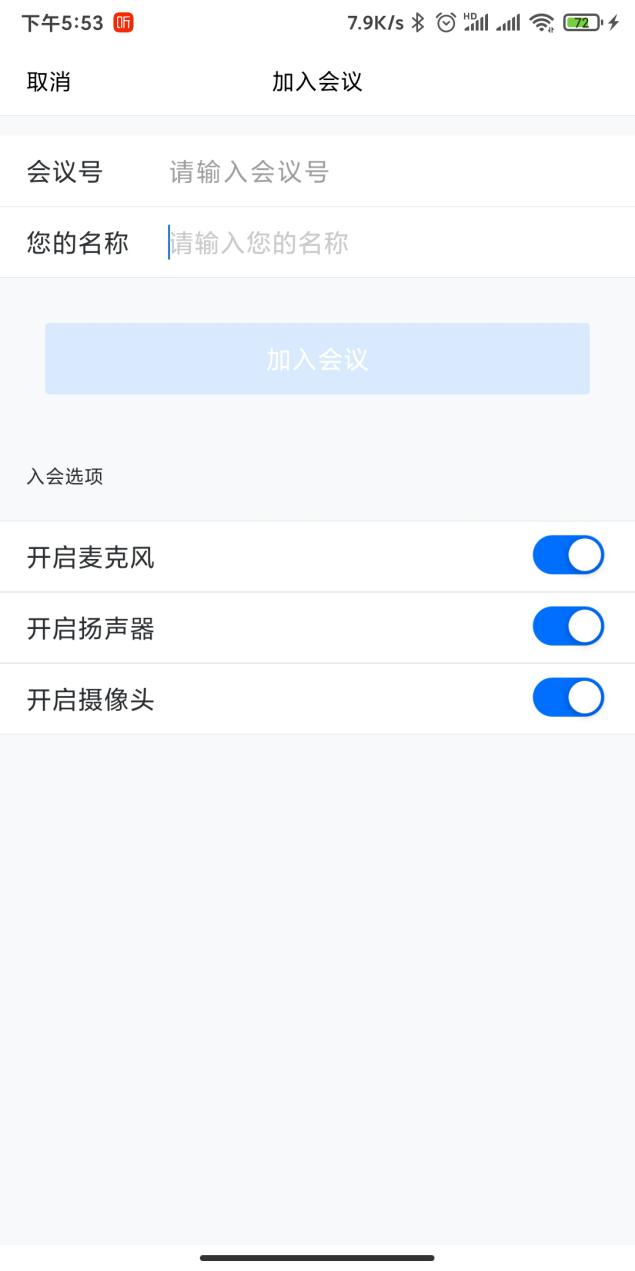 下午5:53 听 7.9K/s HD 72
取消 加入会议
会议号 请输入会议号
您的名称 请输入您的名称
加入会议
入会选项
开启麦克风
开启扬声器
开启摄像头